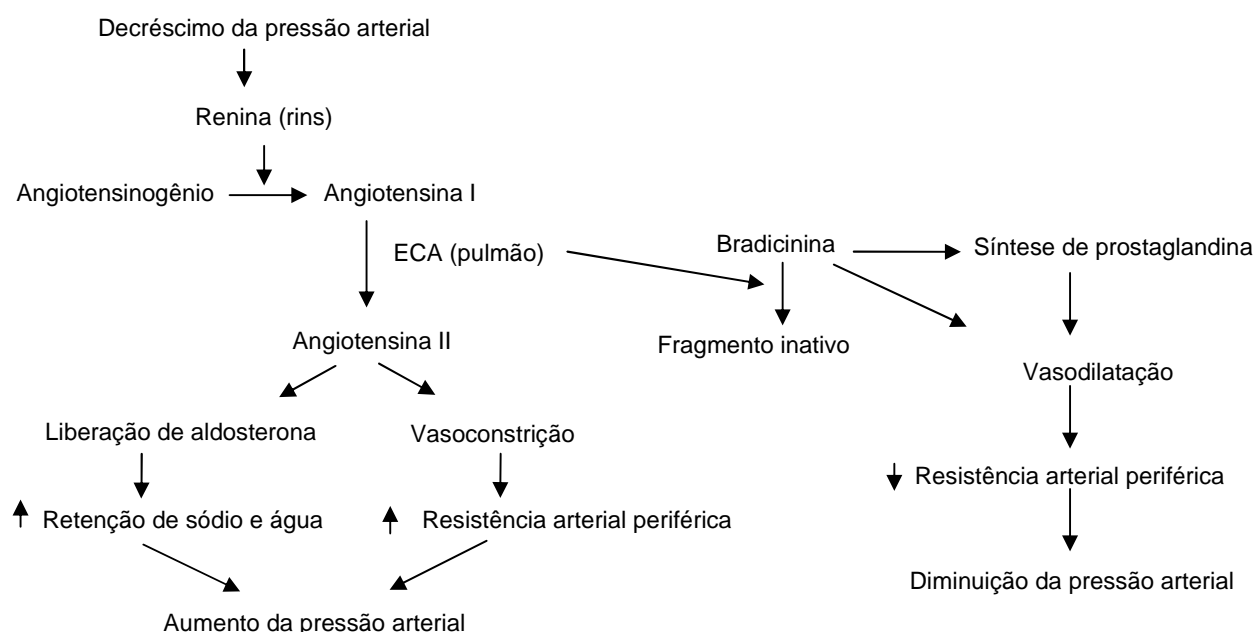 Decréscimo da pressão arterial
Renina (rins)
Angiotensinogênio
Angiotensina I
ECA (pulmão)
Bradicinina
Síntese de prostaglandina
Angiotensina II
Fragmento inativo
Vasodilatação
Liberação de aldosterona
Vasoconstrição
Resistência arterial periférica
Retenção de sódio e água
Resistência arterial periférica
Diminuição da pressão arterial
Aumento da pressão arterial